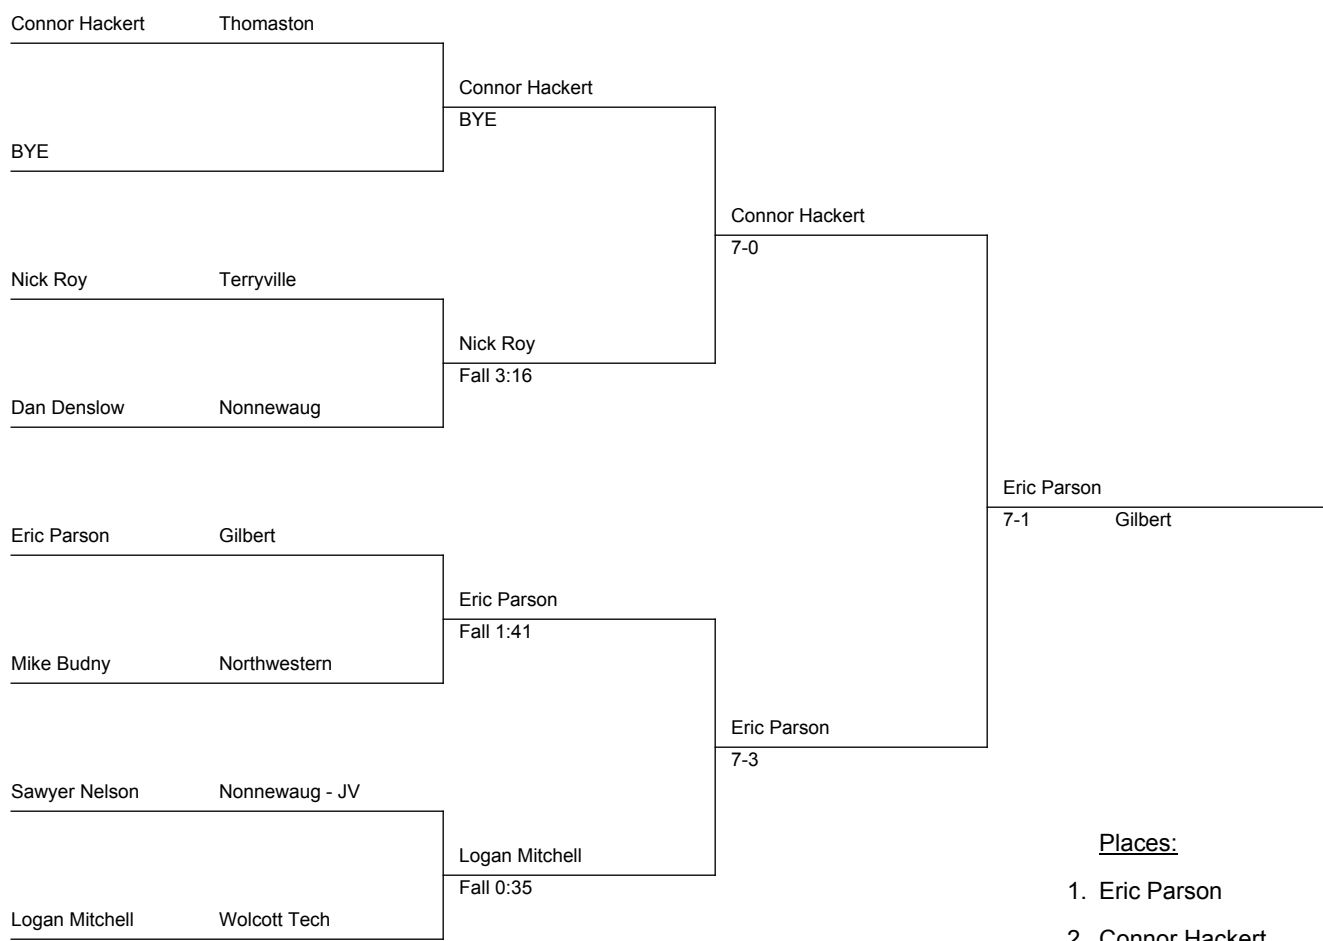 Connor Hackert Thomaston
Connor Hackert
BYE
BYE
Connor Hackert
7-0
Nick Roy Terryville
Nick Roy
Fall 3:16
Dan Denslow Nonnewaug
Eric Parson
7-1 Gilbert
Eric Parson Gilbert
Eric Parson
Fall 1:41
Mike Budny Northwestern
Eric Parson
7-3
Sawyer Nelson Nonnewaug - JV
Places:
Logan Mitchell
Fall 0:35
1. Eric Parson
Logan Mitchell Wolcott Tech
2. Connor Hackert